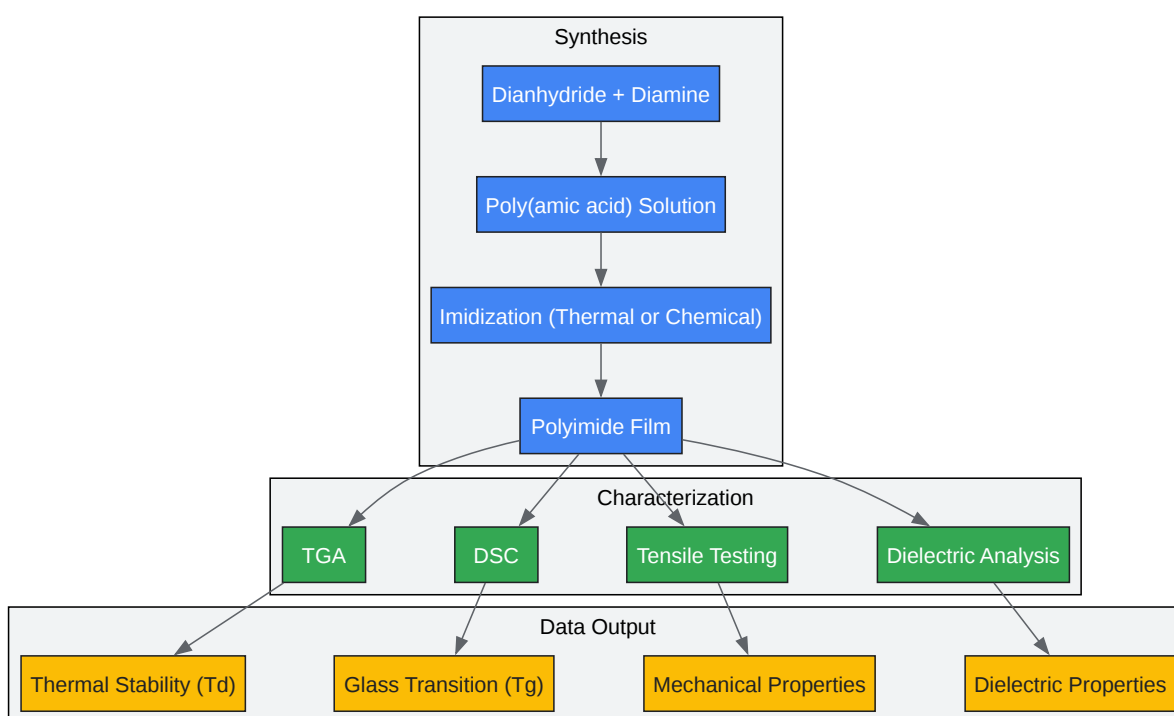 Synthesis
Dianhydride + Diamine
Poly(amic acid) Solution
Imidization (Thermal or Chemical)
Polyimide Film
Characterization
TGA
DSC
Tensile Testing
Dielectric Analysis
Data Output
Thermal Stability (Td)
Glass Transition (Tg)
Mechanical Properties
Dielectric Properties